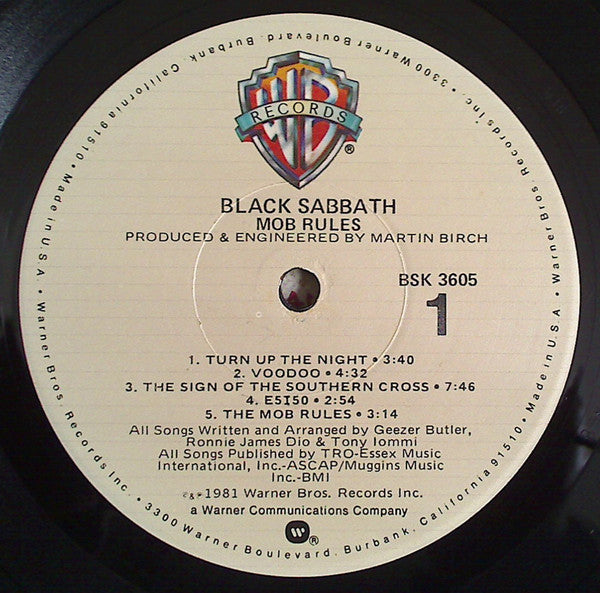 WB
RECORDS
®
BLACK SABBATH
MOB RULES
PRODUCED & ENGINEERED BY MARTIN BIRCH
BSK 3605
1
1. TURN UP THE NIGHT • 3:40
2. VOODOO • 4:32
3. THE SIGN OF THE SOUTHERN CROSS • 7:46
4. E5I50 • 2:54
5. THE MOB RULES • 3:14
All Songs Written and Arranged by Geezer Butler,
Ronnie James Dio & Tony Iommi
All Songs Published by TRO-Essex Music
International, Inc.-ASCAP/Muggins Music
Inc.-BMI
©&℗1981 Warner Bros. Records Inc.
a Warner Communications Company
W®
Warner Bros. Records Inc. • 3300 Warner Boulevard. Burbank, California 91510 • Made in U.S.A. • Warner Bros. Records Inc. • 3300 Warner Boulevard. Burbank, California 91510 • Made in U.S.A. •